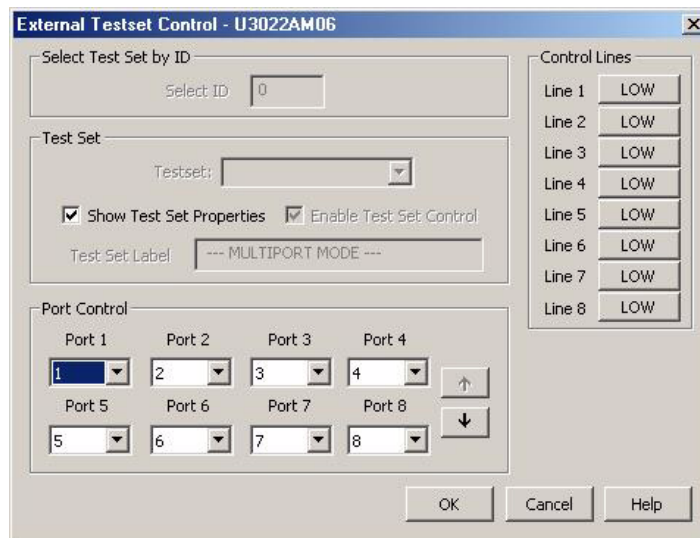 External Testset Control - U3022AM06
Select Test Set by ID
Select ID 0
Test Set
Testset:
Show Test Set Properties Enable Test Set Control
Test Set Label --- MULTIPORT MODE ---
Port Control
Port 1 Port 2 Port 3 Port 4
1 2 3 4
Port 5 Port 6 Port 7 Port 8
5 6 7 8
Control Lines
Line 1 LOW
Line 2 LOW
Line 3 LOW
Line 4 LOW
Line 5 LOW
Line 6 LOW
Line 7 LOW
Line 8 LOW
OK Cancel Help